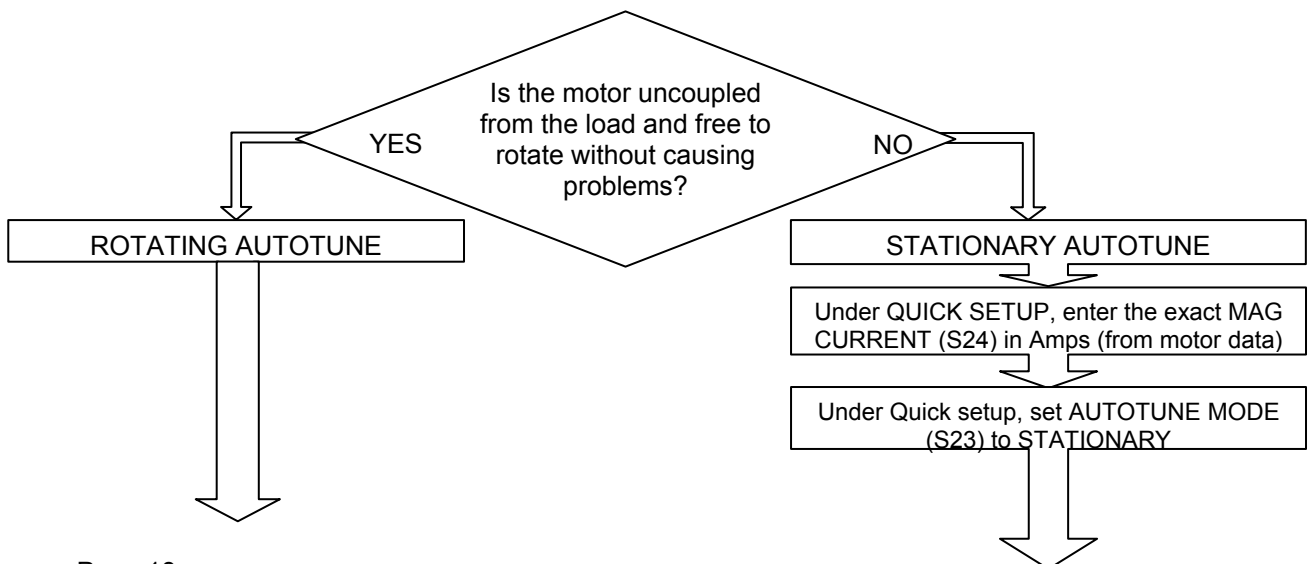 Is the motor uncoupled
from the load and free to
rotate without causing
problems?
YES
NO
ROTATING AUTOTUNE
STATIONARY AUTOTUNE
Under QUICK SETUP, enter the exact MAG
CURRENT (S24) in Amps (from motor data)
Under Quick setup, set AUTOTUNE MODE
(S23) to STATIONARY